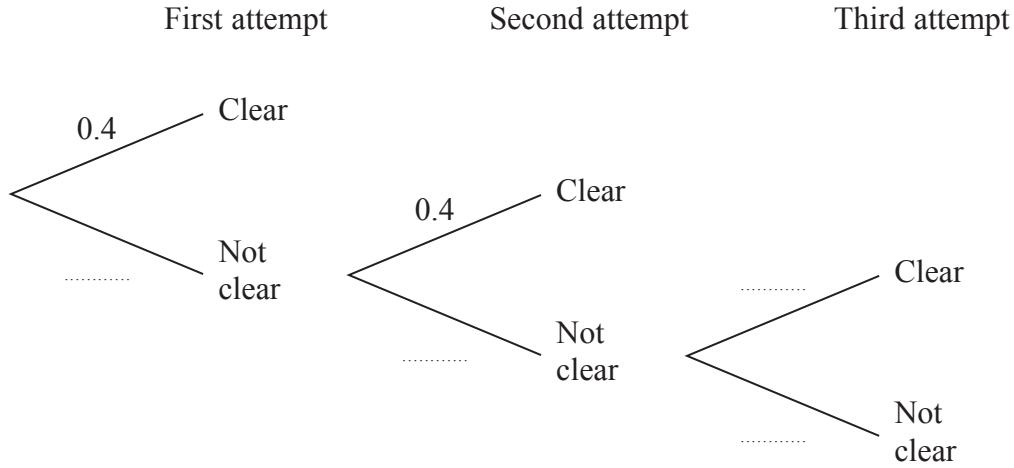 First attempt Second attempt Third attempt
Clear
0.4
Clear
0.4
Not
clear
Clear
............
............
Not
clear
............
Not
clear
............